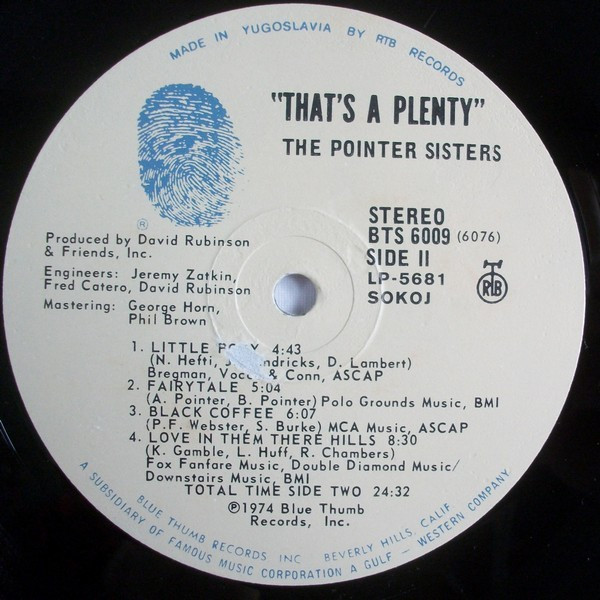 MADE IN YUGOSLAVIA BY RTB RECORDS
"THAT'S A PLENTY"
THE POINTER SISTERS
®
STEREO
BTS 6009 (6076)
SIDE II
LP-5681
SOKOJ
RTB
Produced by David Rubinson
& Friends, Inc.
Engineers: Jeremy Zatkin,
Fred Catero, David Rubinson
Mastering: George Horn,
Phil Brown
1. LITTLE 4:43
(N. Hefti, D. Lambert)
Bregman, & Conn, ASCAP
2. FAIRYTALE 5:04
(A. Pointer, B. Pointer) Polo Grounds Music, BMI
3. BLACK COFFEE 6:07
(P.F. Webster, S. Burke) MCA Music, ASCAP
4. LOVE IN THEM THERE HILLS 8:30
(K. Gamble, L. Huff, R. Chambers)
Fox Fanfare Music, Double Diamond Music/
Downstairs Music, BMI
TOTAL TIME SIDE TWO 24:32
℗1974 Blue Thumb
Records, Inc.
BLUE THUMB RECORDS INC BEVERLY HILLS, CALIF
A SUBSIDIARY OF FAMOUS MUSIC CORPORATION A GULF - WESTERN COMPANY